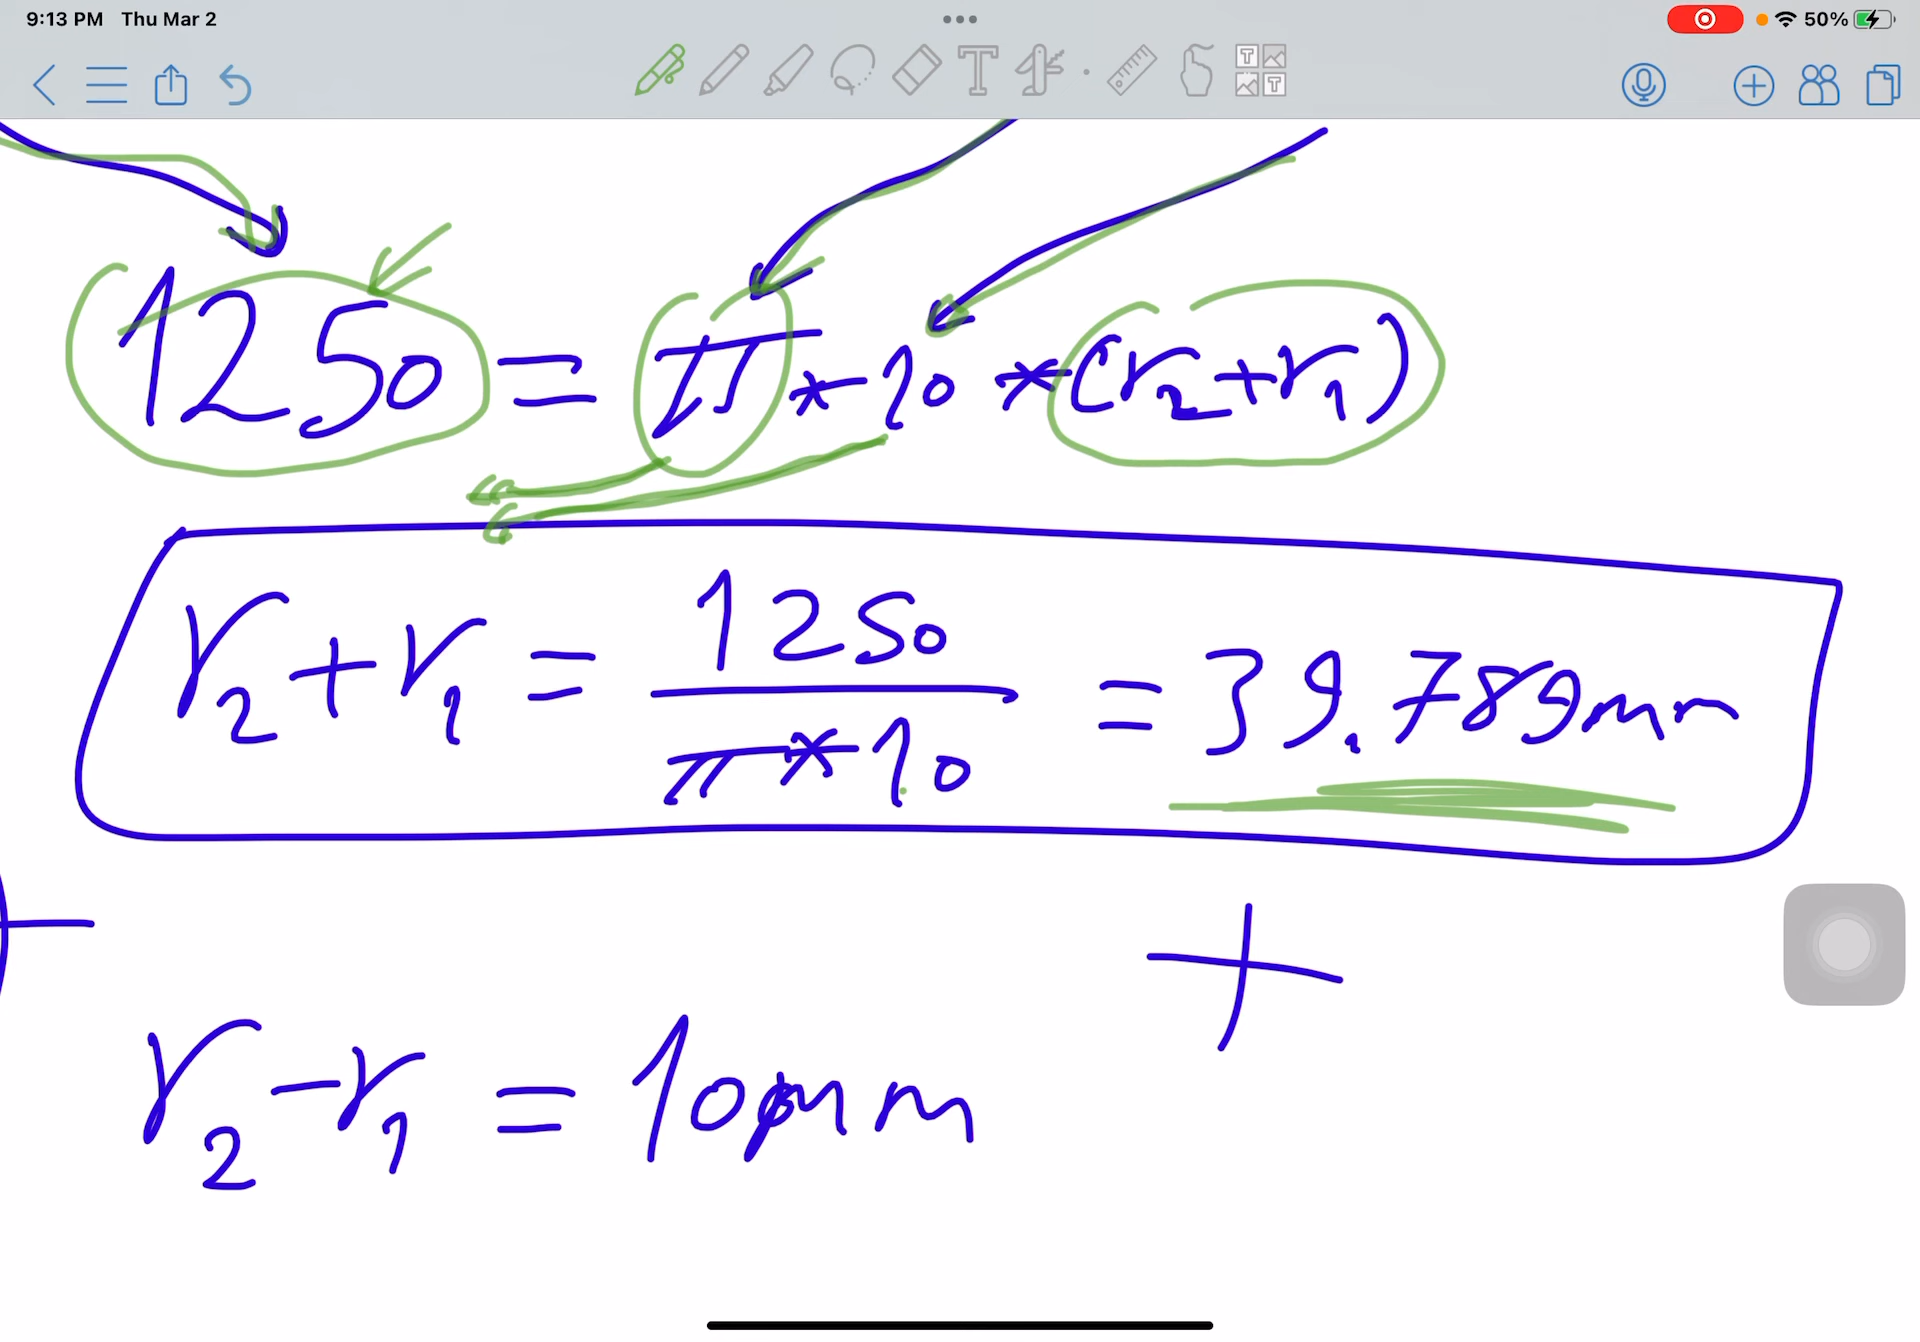 9:13 PM Thu Mar 2
50%
1250 = π * 10 * (r₂+r₁)
r₂+r₁ = 1250 / π*10 = 39.789mm
+
r₂-r₁ = 10mm